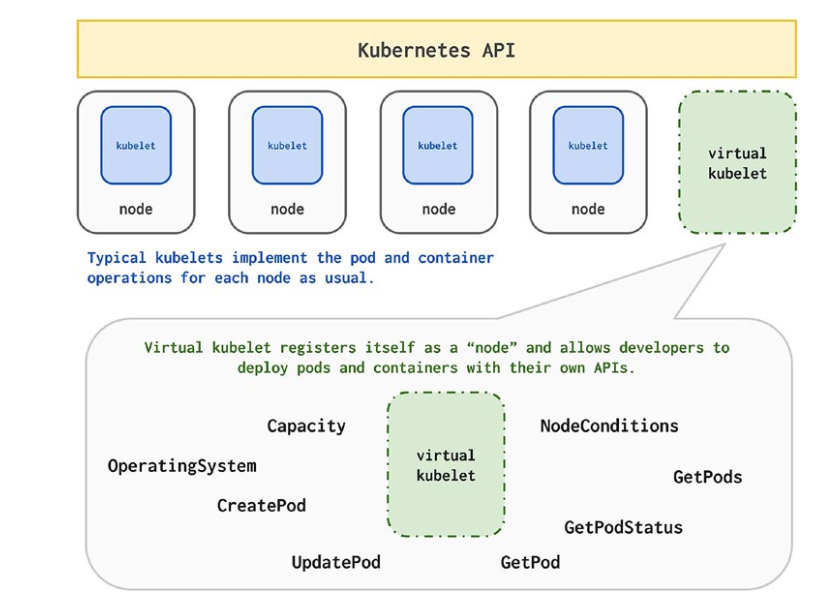 Kubernetes API
kubelet
kubelet
kubelet
kubelet
virtual
kubelet
node
node
node
node
Typical kubelets implement the pod and container
operations for each node as usual.
Virtual kubelet registers itself as a “node” and allows developers to
deploy pods and containers with their own APIs.
Capacity
NodeConditions
virtual
kubelet
OperatingSystem
GetPods
CreatePod
GetPodStatus
UpdatePod
GetPod